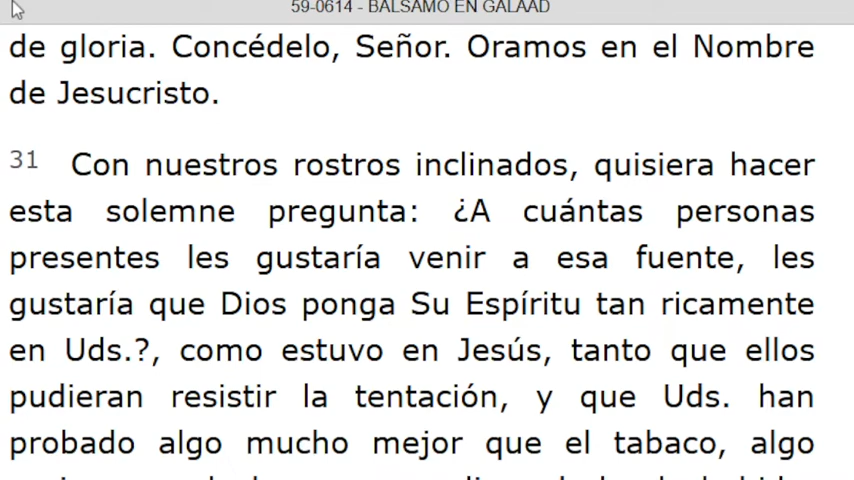 59-0614 - BALSAMO EN GALAAD
de gloria. Concédelo, Señor. Oramos en el Nombre
de Jesucristo.
31 Con nuestros rostros inclinados, quisiera hacer
esta solemne pregunta: ¿A cuántas personas
presentes les gustaría venir a esa fuente, les
gustaría que Dios ponga Su Espíritu tan ricamente
en Uds.?, como estuvo en Jesús, tanto que ellos
pudieran resistir la tentación, y que Uds. han
probado algo mucho mejor que el tabaco, algo